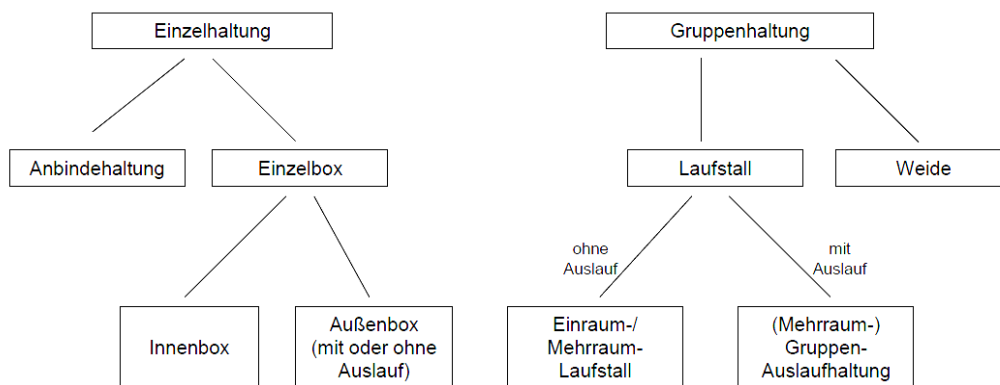 Einzelhaltung
Gruppenhaltung
Anbindehaltung
Einzelbox
Laufstall
Weide
ohne
Auslauf
mit
Auslauf
Innenbox
Außenbox
(mit oder ohne
Auslauf)
Einraum-/
Mehrraum-
Laufstall
(Mehrraum-)
Gruppen-
Auslaufhaltung